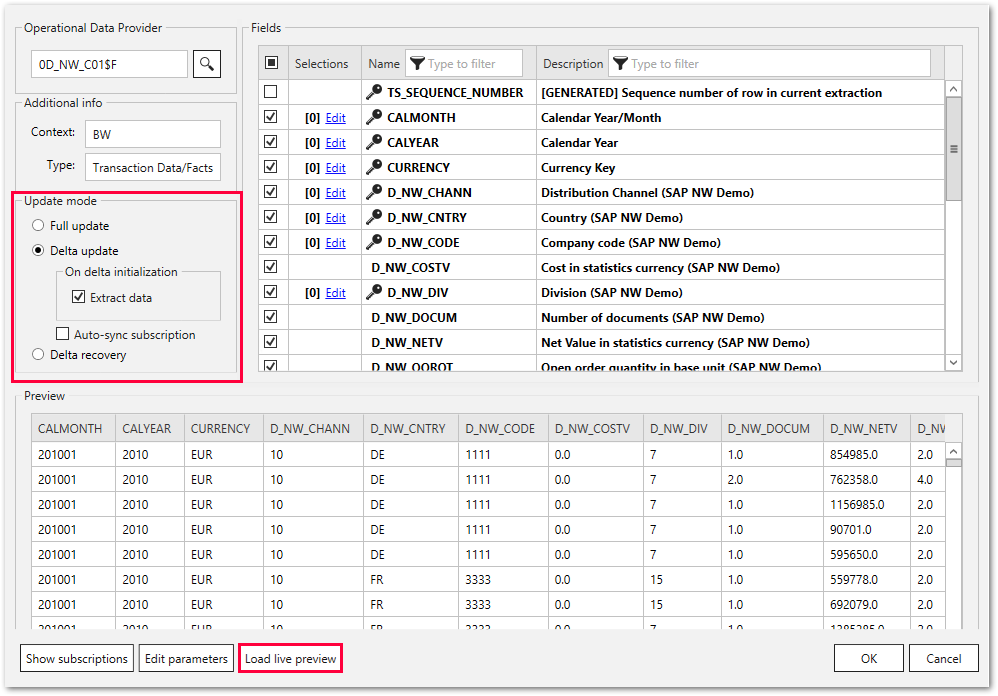 Operational Data Provider
0D_NW_C01$F
Additional info
Context: BW
Type: Transaction Data/Facts
Update mode
Full update
Delta update
On delta initialization
Extract data
Auto-sync subscription
Delta recovery
Fields
Selections Name Type to filter Description Type to filter
TS_SEQUENCE_NUMBER [GENERATED] Sequence number of row in current extraction
[0] Edit CALMONTH Calendar Year/Month
[0] Edit CALYEAR Calendar Year
[0] Edit CURRENCY Currency Key
[0] Edit D_NW_CHANN Distribution Channel (SAP NW Demo)
[0] Edit D_NW_CNTRY Country (SAP NW Demo)
[0] Edit D_NW_CODE Company code (SAP NW Demo)
D_NW_COSTV Cost in statistics currency (SAP NW Demo)
[0] Edit D_NW_DIV Division (SAP NW Demo)
D_NW_DOCUM Number of documents (SAP NW Demo)
D_NW_NETV Net Value in statistics currency (SAP NW Demo)
D_NW_OORQT Open order quantity in base unit (SAP NW Demo)
Preview
CALMONTH CALYEAR CURRENCY D_NW_CHANN D_NW_CNTRY D_NW_CODE D_NW_COSTV D_NW_DIV D_NW_DOCUM D_NW_NETV D_NW
201001 2010 EUR 10 DE 1111 0.0 7 1.0 854985.0 2.0
201001 2010 EUR 10 DE 1111 0.0 7 2.0 762358.0 4.0
201001 2010 EUR 10 DE 1111 0.0 7 1.0 1156985.0 2.0
201001 2010 EUR 10 DE 1111 0.0 7 1.0 90701.0 2.0
201001 2010 EUR 10 DE 1111 0.0 7 1.0 595650.0 2.0
201001 2010 EUR 10 FR 3333 0.0 15 1.0 559778.0 2.0
201001 2010 EUR 10 FR 3333 0.0 15 1.0 692079.0 2.0
201001 2010 EUR 10 FR 3333 0.0 7 1.0 2.0
Show subscriptions Edit parameters Load live preview OK Cancel